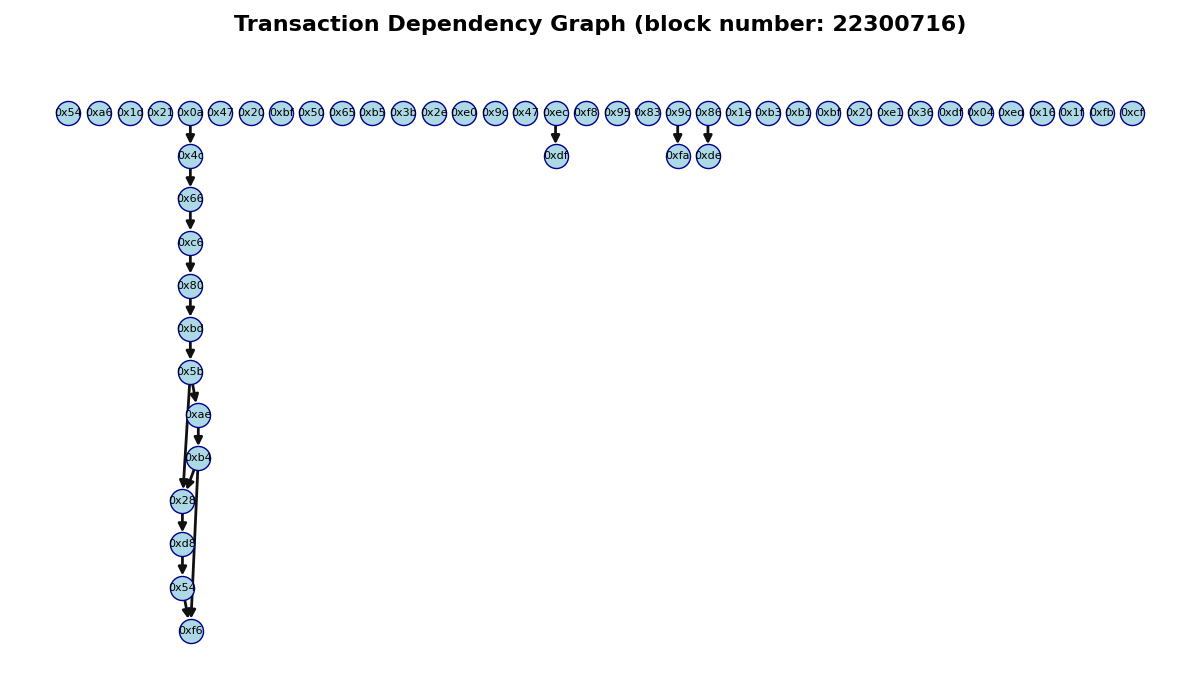 Transaction Dependency Graph (block number: 22300716)
0x54 0xa6 0x1d 0x21 0x0a 0x47 0x20 0xbf 0x50 0x65 0xb5 0x3b 0x2e 0xe0 0x9c 0x47 0xec 0xf8 0x95 0x83 0x9c 0x86 0x1e 0xb3 0xb1 0xbf 0x20 0xe1 0x36 0xdf 0x04 0xed 0x16 0x1f 0xfb 0xcf
0x4c 0xdf 0xfa 0xde
0x66
0xc6
0x80
0xbd
0x5b
0xae
0xb4
0x28
0xd8
0x54
0xf6